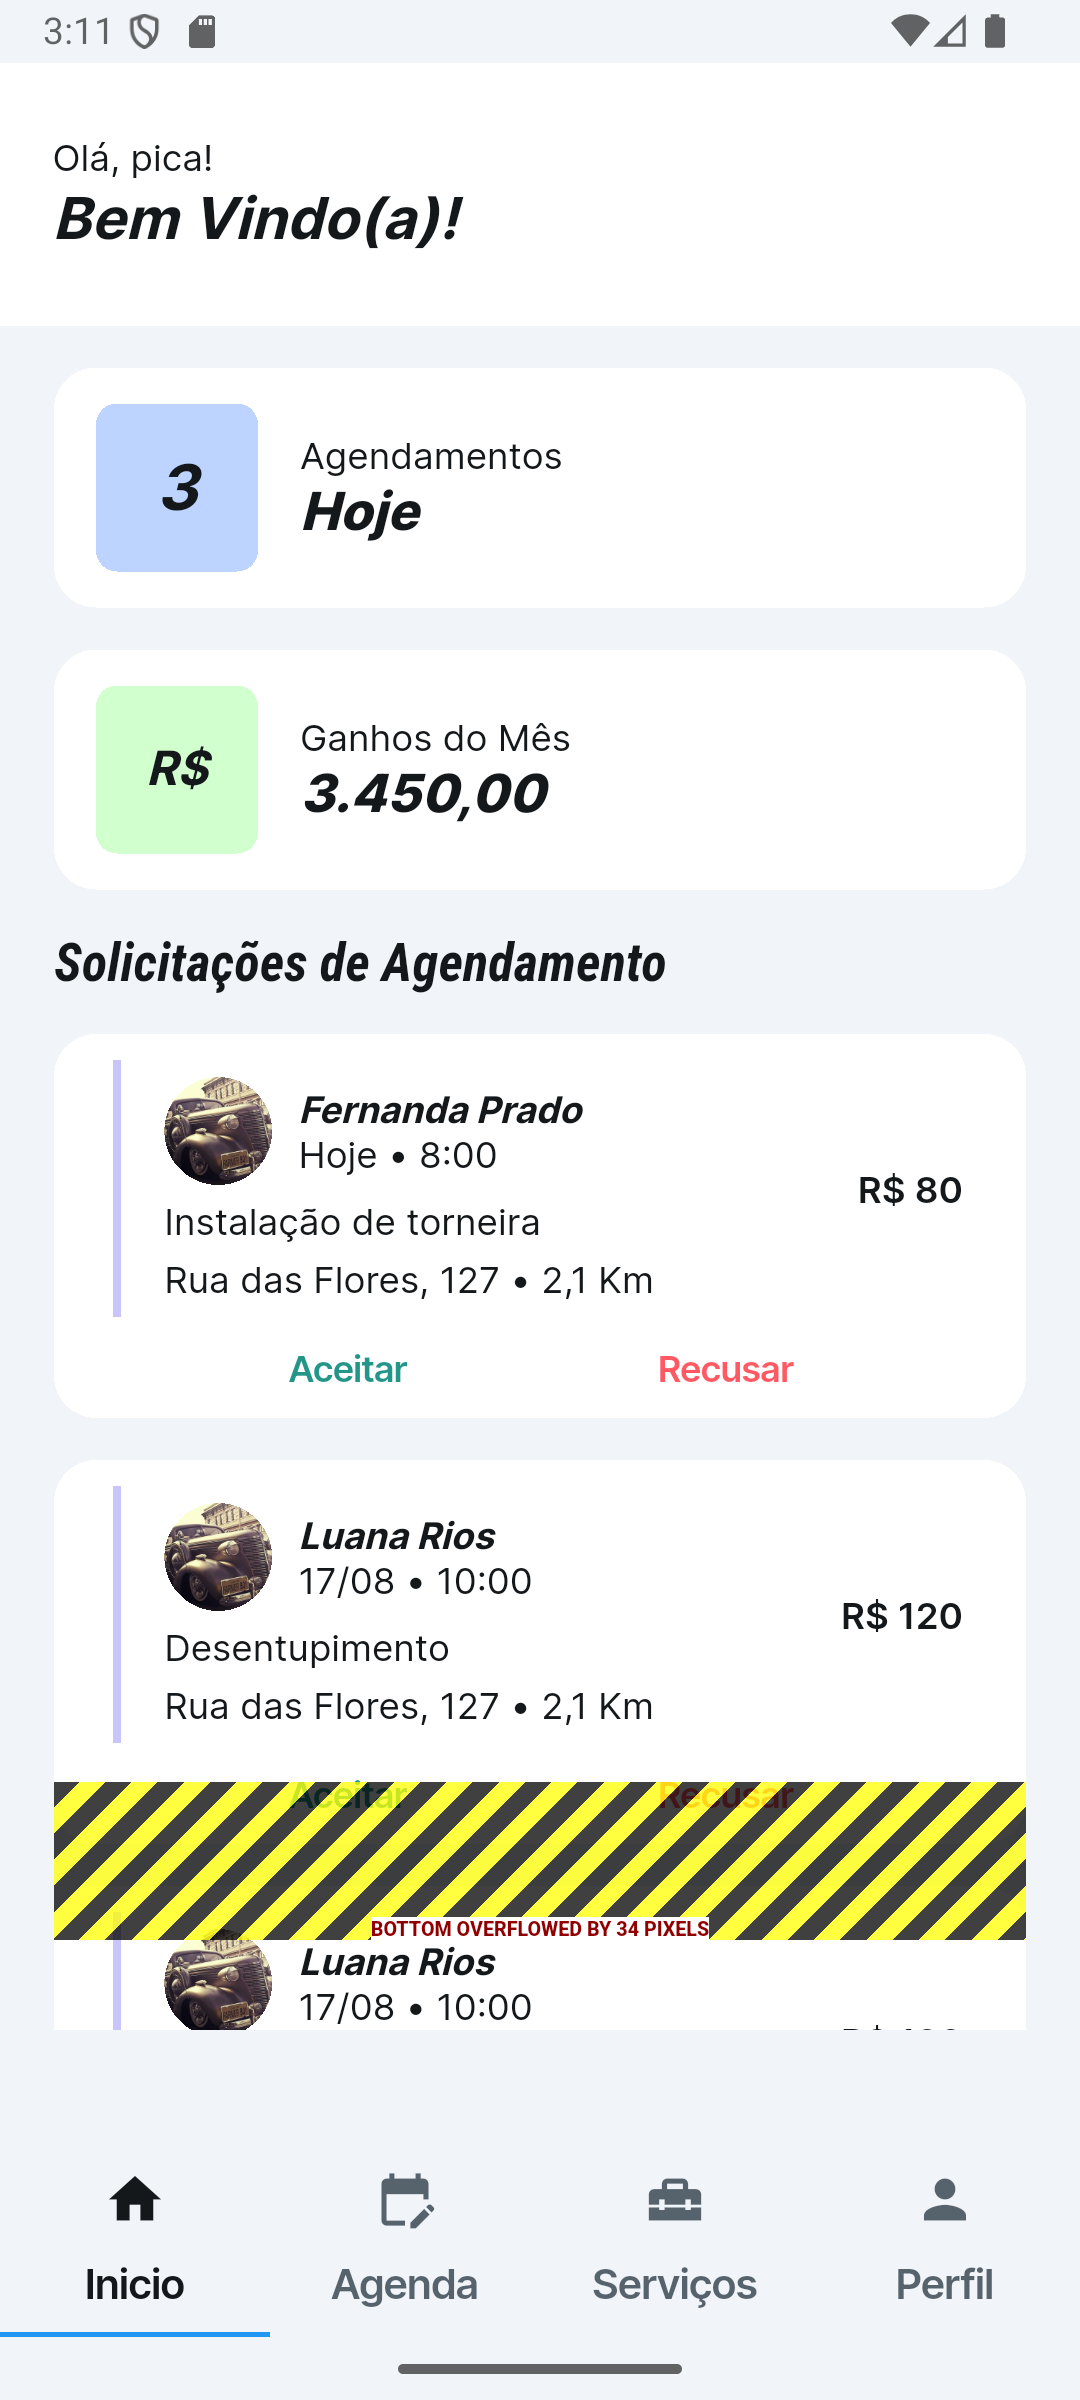 3:11
Olá, pica!
Bem Vindo(a)!
3
Agendamentos
Hoje
R$
Ganhos do Mês
3.450,00
Solicitações de Agendamento
Fernanda Prado
Hoje • 8:00
R$ 80
Instalação de torneira
Rua das Flores, 127 • 2,1 Km
Aceitar Recusar
Luana Rios
17/08 • 10:00
R$ 120
Desentupimento
Rua das Flores, 127 • 2,1 Km
Aceitar Recusar
BOTTOM OVERFLOWED BY 34 PIXELS
Luana Rios
17/08 • 10:00
Inicio Agenda Serviços Perfil